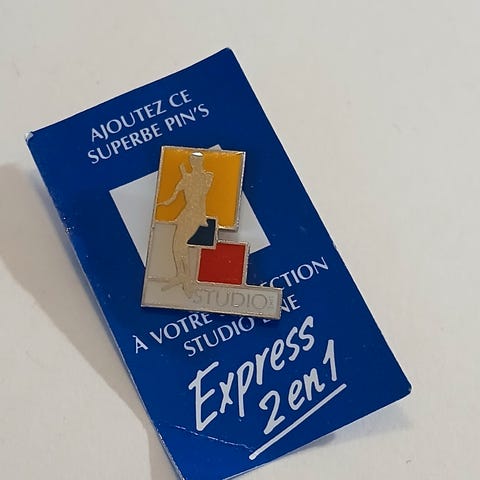 AJOUTEZ CE
SUPERBE PIN'S
STUDIO
À VOTRE
STUDIO
Express
2 en 1